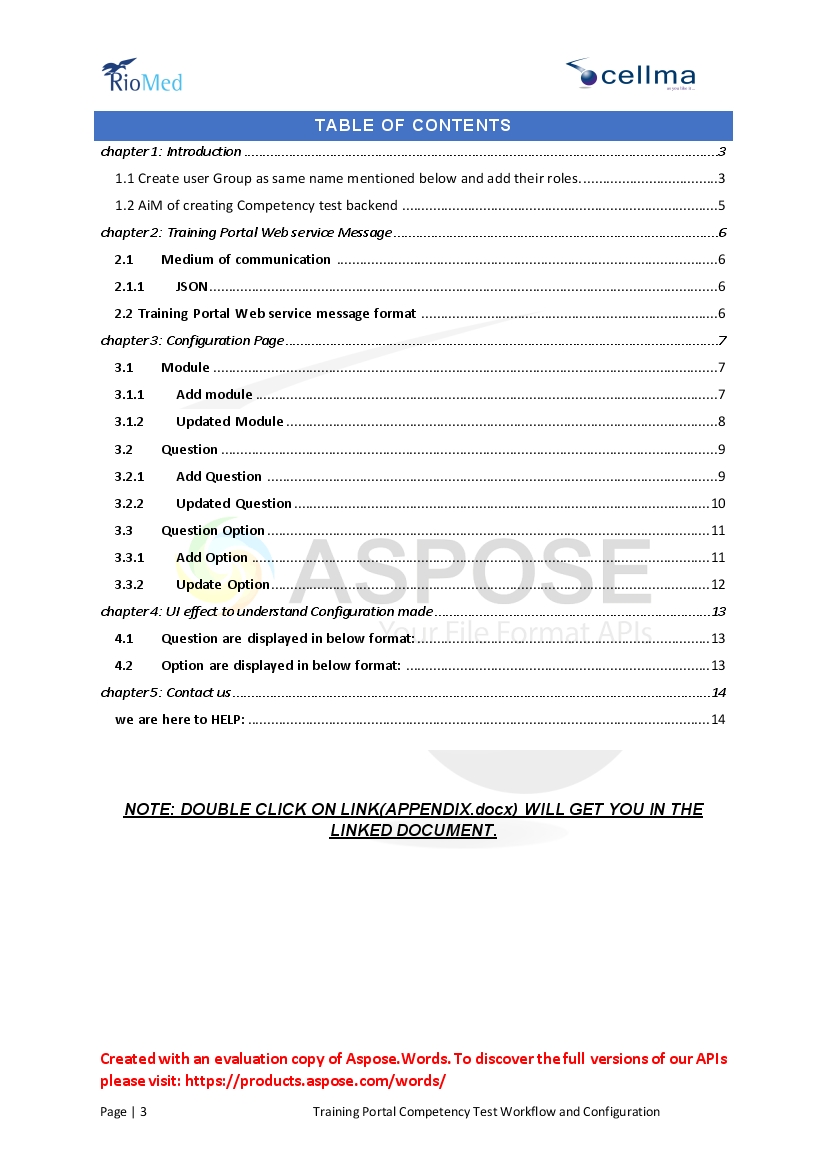 RioMed
cellma
as you like it...
TABLE OF CONTENTS
chapter 1: Introduction ........................................ 3
1.1 Create user Group as same name mentioned below and add their roles. ........................................ 3
1.2 AiM of creating Competency test backend ........................................ 5
chapter 2: Training Portal Web service Message ........................................ 6
2.1 Medium of communication ........................................ 6
2.1.1 JSON ........................................ 6
2.2 Training Portal Web service message format ........................................ 6
chapter 3: Configuration Page ........................................ 7
3.1 Module ........................................ 7
3.1.1 Add module ........................................ 7
3.1.2 Updated Module ........................................ 8
3.2 Question ........................................ 9
3.2.1 Add Question ........................................ 9
3.2.2 Updated Question ........................................ 10
3.3 Question Option ........................................ 11
3.3.1 Add Option ........................................ 11
3.3.2 Update Option ........................................ 12
ASPOSE
chapter 4: UI effect to understand Configuration made ........................................ 13
Your File Format APIs
4.1 Question are displayed in below format: ........................................ 13
4.2 Option are displayed in below format: ........................................ 13
chapter 5: Contact us ........................................ 14
we are here to HELP: ........................................ 14
NOTE: DOUBLE CLICK ON LINK(APPENDIX.docx) WILL GET YOU IN THE
LINKED DOCUMENT.
Created with an evaluation copy of Aspose.Words. To discover the full versions of our APIs
please visit: https://products.aspose.com/words/
Page | 3 Training Portal Competency Test Workflow and Configuration